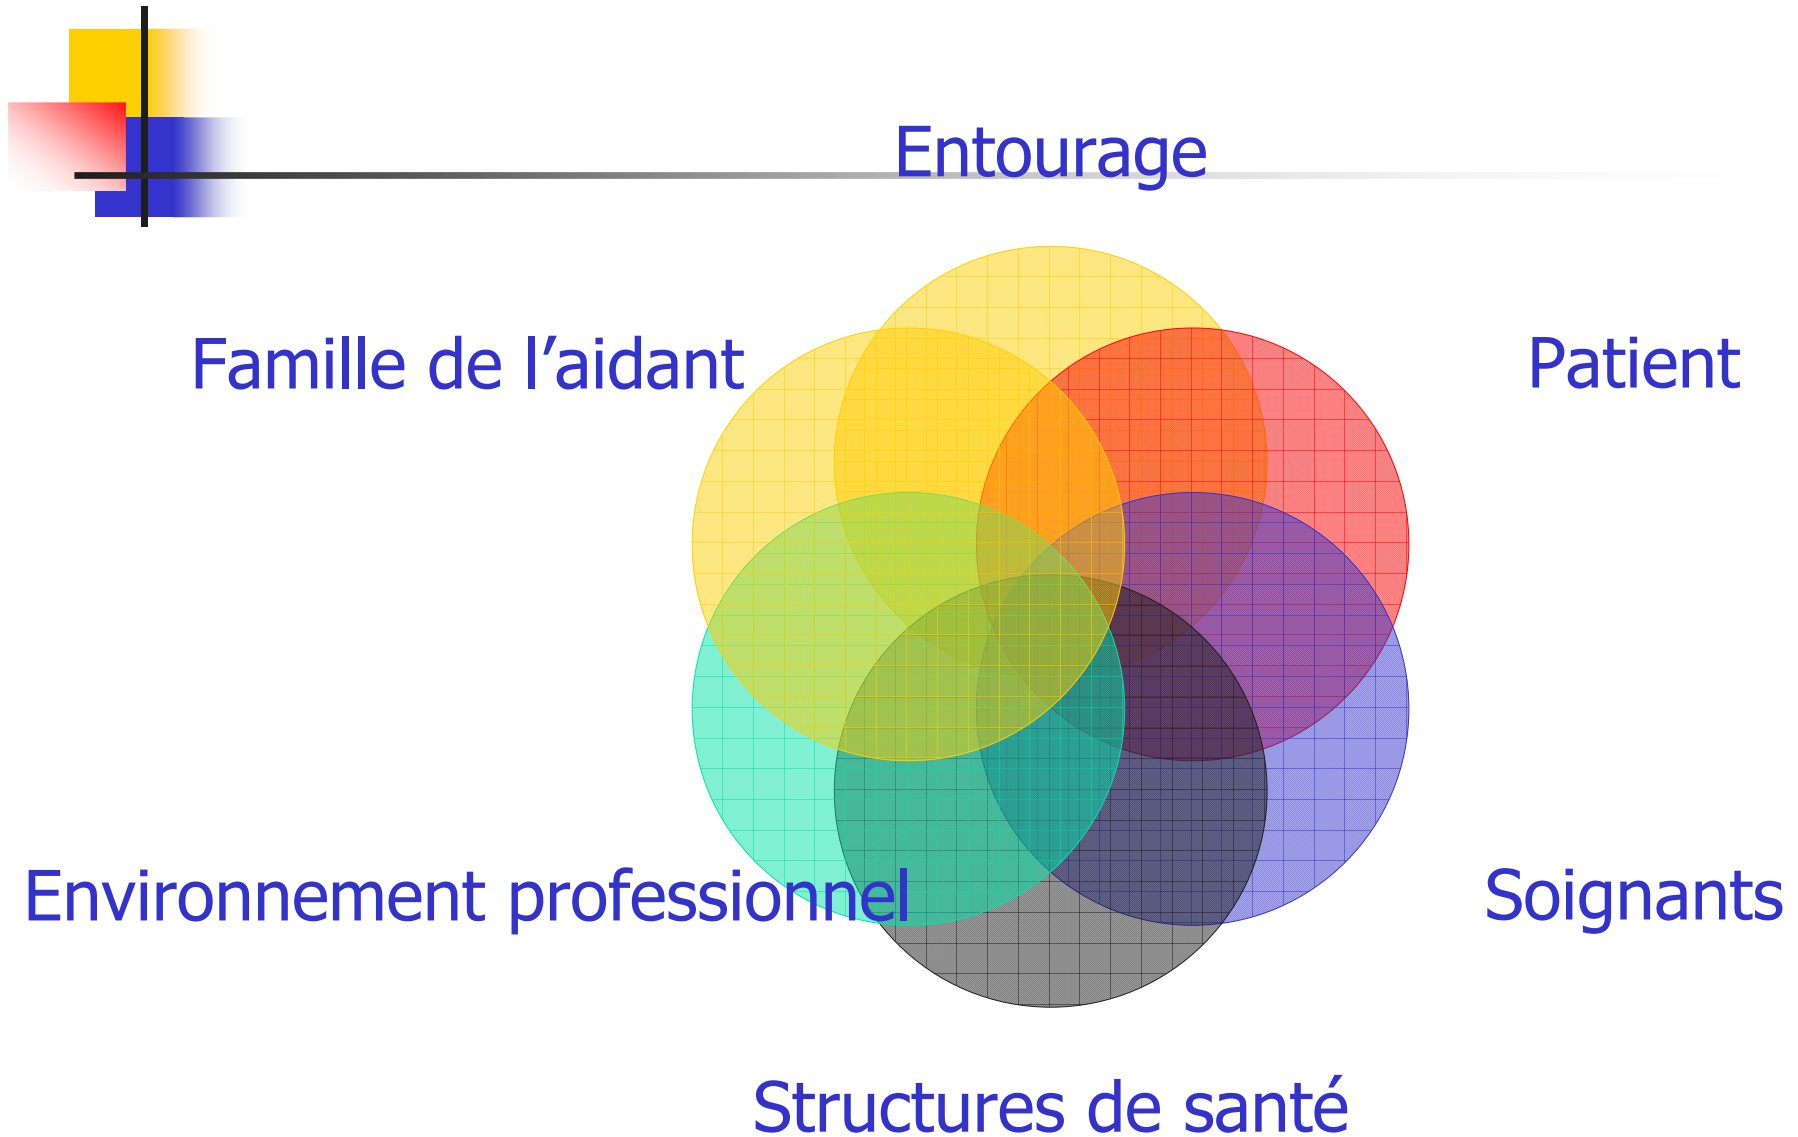 Entourage
Famille de l’aidant
Patient
Environnement professionnel
Soignants
Structures de santé